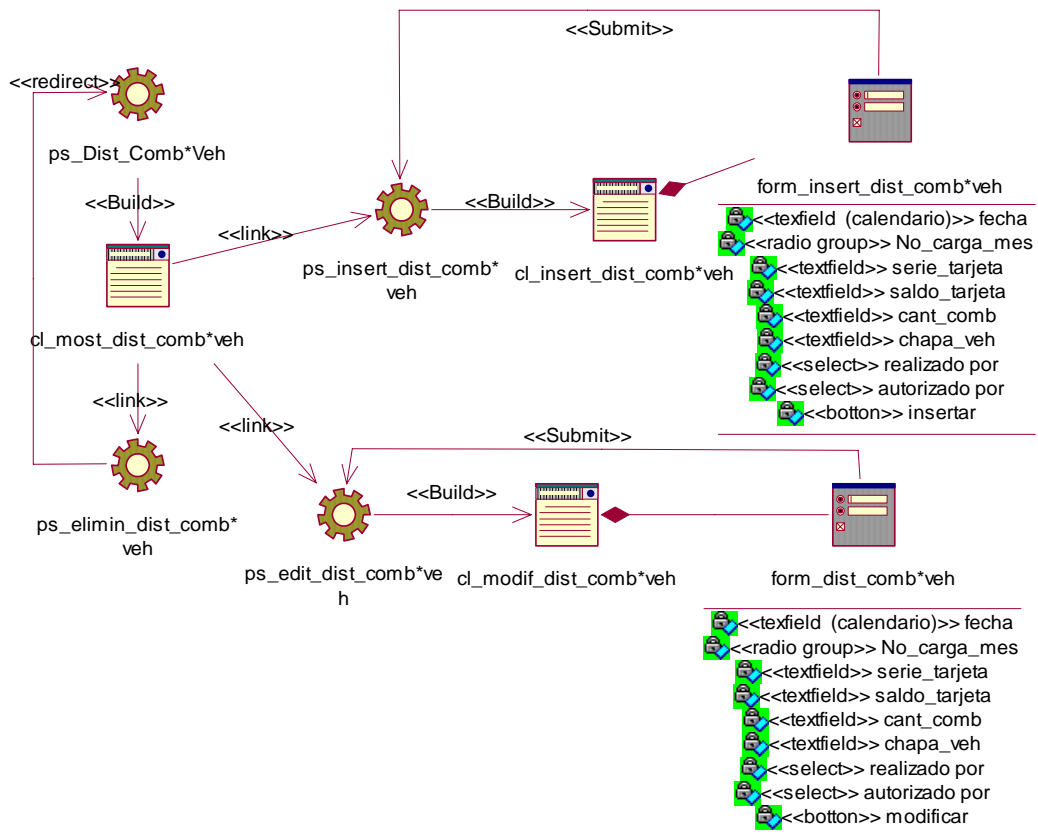 <<Submit>>
<<redirect>>
ps_Dist_Comb*Veh
<<Build>>
<<link>>
<<Build>>
form_insert_dist_comb*veh
ps_insert_dist_comb*
veh
cl_insert_dist_comb*veh
<<texfield (calendario)>> fecha
<<radio group>> No_carga_mes
<<textfield>> serie_tarjeta
<<textfield>> saldo_tarjeta
<<textfield>> cant_comb
<<textfield>> chapa_veh
<<select>> realizado por
<<select>> autorizado por
<<botton>> insertar
cl_most_dist_comb*veh
<<link>>
<<link>>
<<Submit>>
ps_elimin_dist_comb*
veh
<<Build>>
ps_edit_dist_comb*ve
h
cl_modif_dist_comb*veh
form_dist_comb*veh
<<texfield (calendario)>> fecha
<<radio group>> No_carga_mes
<<textfield>> serie_tarjeta
<<textfield>> saldo_tarjeta
<<textfield>> cant_comb
<<textfield>> chapa_veh
<<select>> realizado por
<<select>> autorizado por
<<botton>> modificar